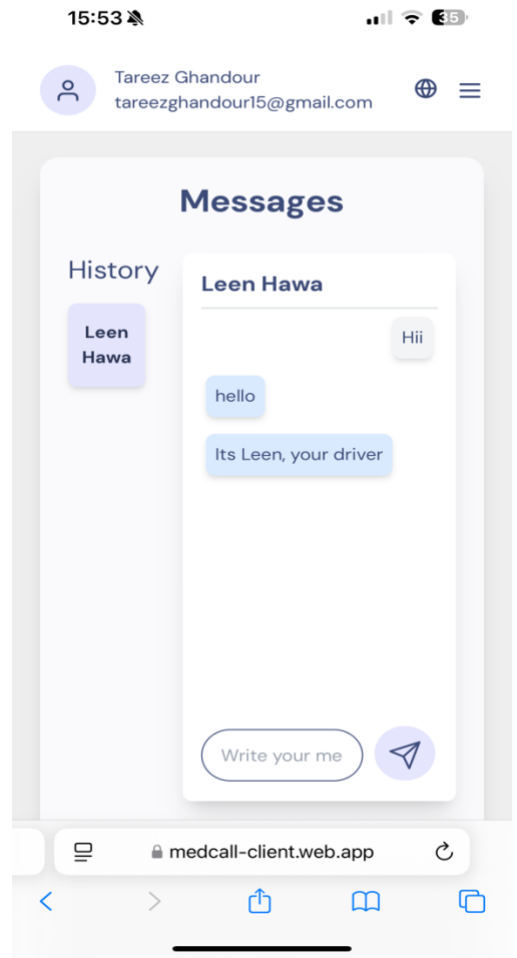 15:53
35
Tareez Ghandour
tareezghandour15@gmail.com
Messages
History
Leen
Hawa
Leen Hawa
Hii
hello
Its Leen, your driver
Write your me
medcall-client.web.app